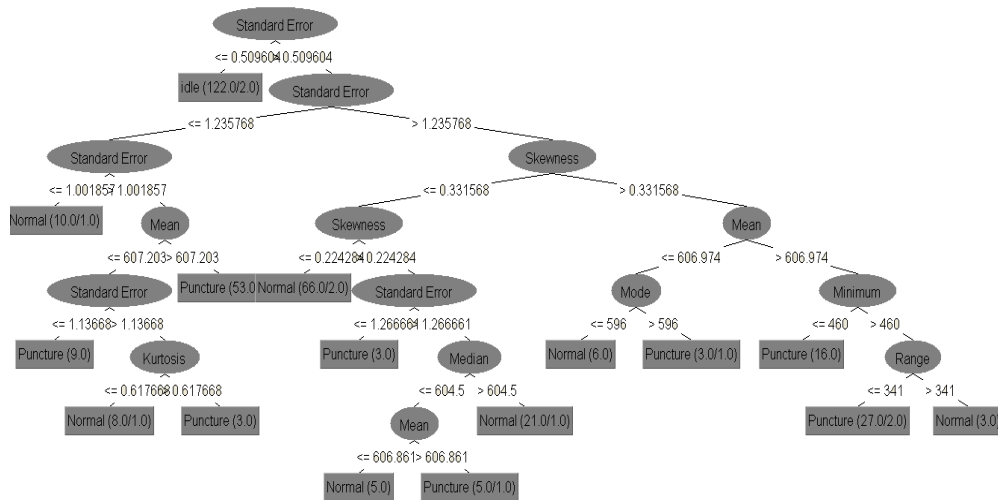 Standard Error
<= 0.509604 > 0.509604
idle (122.0/2.0) Standard Error
<= 1.235768 > 1.235768
Standard Error Skewness
<= 1.001857 > 1.001857 <= 0.331568 > 0.331568
Normal (10.0/1.0) Mean Skewness Mean
<= 607.203 > 607.203 <= 0.224284 > 0.224284 <= 606.974 > 606.974
Standard Error Puncture (53.0 Normal (66.0/2.0) Standard Error Mode Minimum
<= 1.13668 > 1.13668 <= 1.266661 > 1.266661 <= 596 > 596 <= 460 > 460
Puncture (9.0) Kurtosis Puncture (3.0) Median Normal (6.0) Puncture (3.0/1.0) Puncture (16.0) Range
<= 0.617668 > 0.617668 <= 604.5 > 604.5 <= 341 > 341
Normal (8.0/1.0) Puncture (3.0) Mean Normal (21.0/1.0) Puncture (27.0/2.0) Normal (3.0)
<= 606.861 > 606.861
Normal (5.0) Puncture (5.0/1.0)